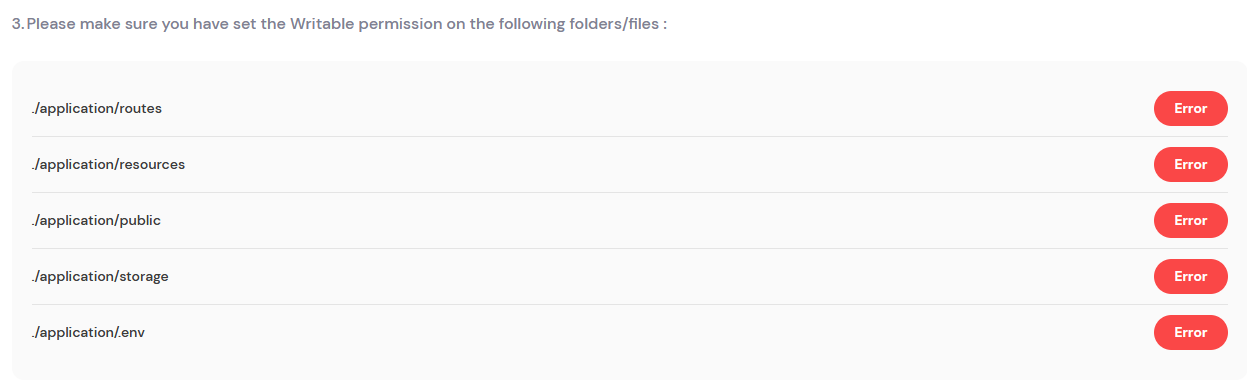 3. Please make sure you have set the Writable permission on the following folders/files :
./application/routes Error
./application/resources Error
./application/public Error
./application/storage Error
./application/.env Error